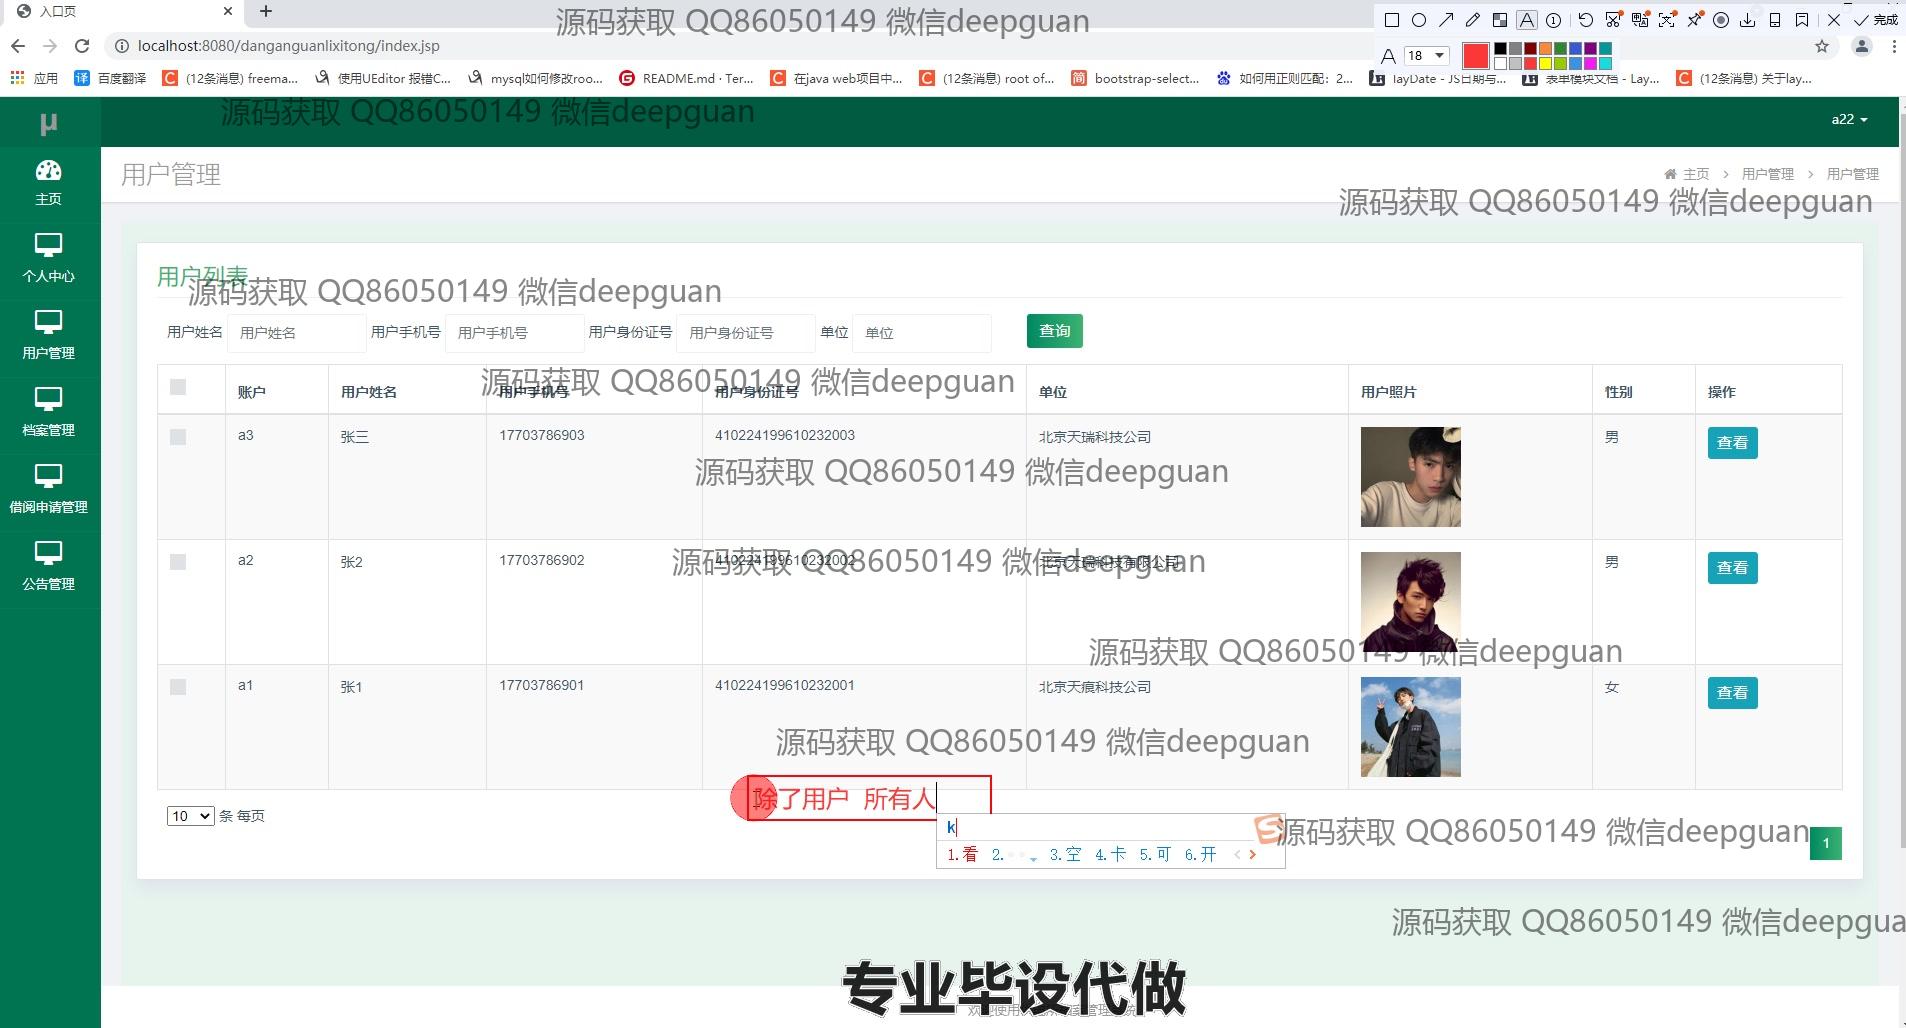 入口页
源码获取 QQ86050149 微信deepguan
完成
localhost:8080/danganguanlixitong/index.jsp
18
应用
百度翻译
(12条消息) freema...
使用UEditor 报错C...
mysql如何修改roo...
README.md · Ter...
在java web项目中...
(12条消息) root of...
bootstrap-select...
如何用正则匹配：2...
layDate - JS日期与...
表单模块文档 - Lay...
(12条消息) 关于lay...
源码获取 QQ86050149 微信deepguan
μ
a22
主页
个人中心
用户管理
档案管理
借阅申请管理
公告管理
用户管理
主页 > 用户管理 > 用户管理
源码获取 QQ86050149 微信deepguan
用户列表
源码获取 QQ86050149 微信deepguan
用户姓名 用户姓名 用户手机号 用户手机号 用户身份证号 用户身份证号 单位 单位 查询
源码获取 QQ86050149 微信deepguan
账户 用户姓名 用户手机号 用户身份证号 单位 用户照片 性别 操作
a3 张三 17703786903 410224199610232003 北京天瑞科技公司 男 查看
源码获取 QQ86050149 微信deepguan
a2 张2 17703786902 410224199610232002 北京天瑞科技有限公司 男 查看
源码获取 QQ86050149 微信deepguan
源码获取 QQ86050149 微信deepguan
a1 张1 17703786901 410224199610232001 北京天痕科技公司 女 查看
源码获取 QQ86050149 微信deepguan
除了用户 所有人
10 条 每页
k
1.看 2. 3.空 4.卡 5.可 6.开
源码获取 QQ86050149 微信deepguan
1
源码获取 QQ86050149 微信deepgua
专业毕设代做